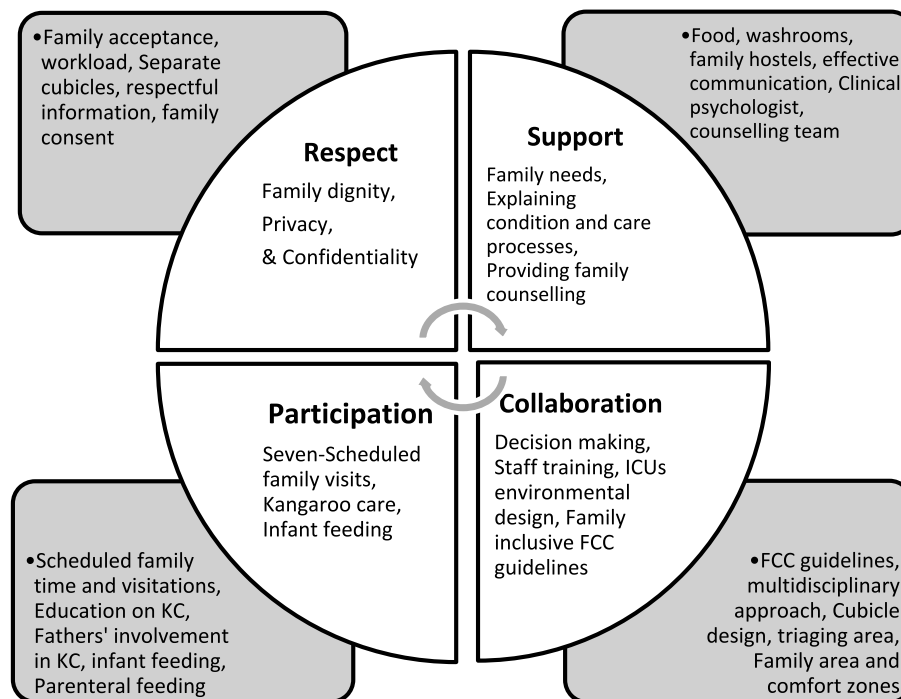 •Family acceptance,
workload, Separate
cubicles, respectful
information, family
consent
Respect
Family dignity,
Privacy,
& Confidentiality
•Food, washrooms,
family hostels, effective
communication, Clinical
psychologist,
counselling team
Support
Family needs,
Explaining
condition and care
processes,
Providing family
counselling
Participation
Seven-Scheduled
family visits,
Kangaroo care,
Infant feeding
•Scheduled family
time and visitations,
Education on KC,
Fathers' involvement
in KC, infant feeding,
Parenteral feeding
Collaboration
Decision making,
Staff training, ICUs
environmental
design, Family
inclusive FCC
guidelines
•FCC guidelines,
multidisciplinary
approach, Cubicle
design, triaging area,
Family area and
comfort zones